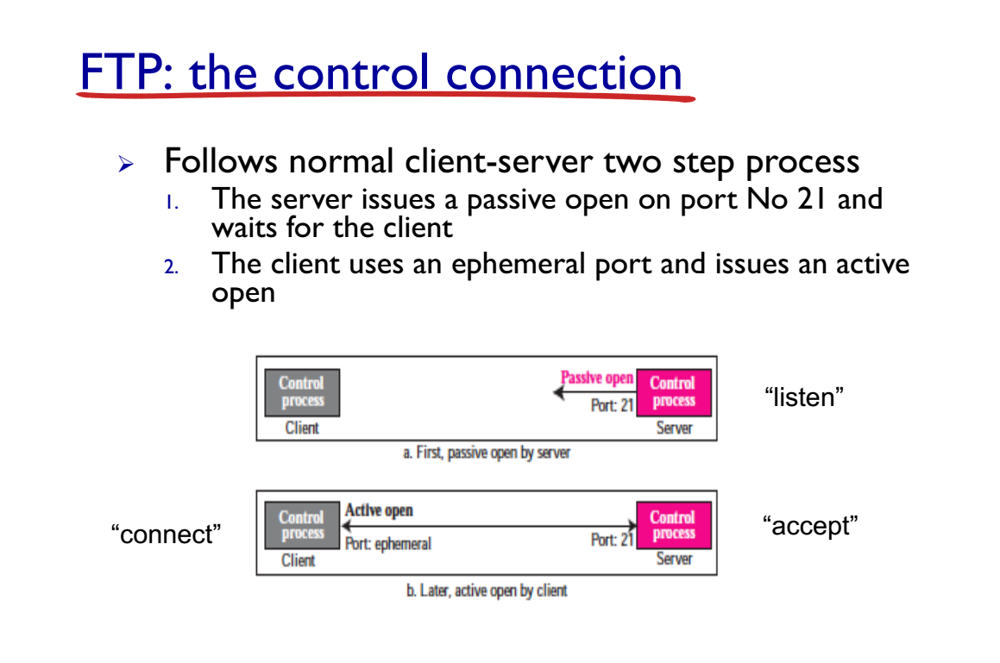 FTP: the control connection
➢ Follows normal client-server two step process
1. The server issues a passive open on port No 21 and
waits for the client
2. The client uses an ephemeral port and issues an active
open
Control
process
Client
Passive open
Port: 21
Control
process
Server
“listen”
a. First, passive open by server
“connect”
Control
process
Client
Active open
Port: ephemeral
Port: 21
Control
process
Server
“accept”
b. Later, active open by client